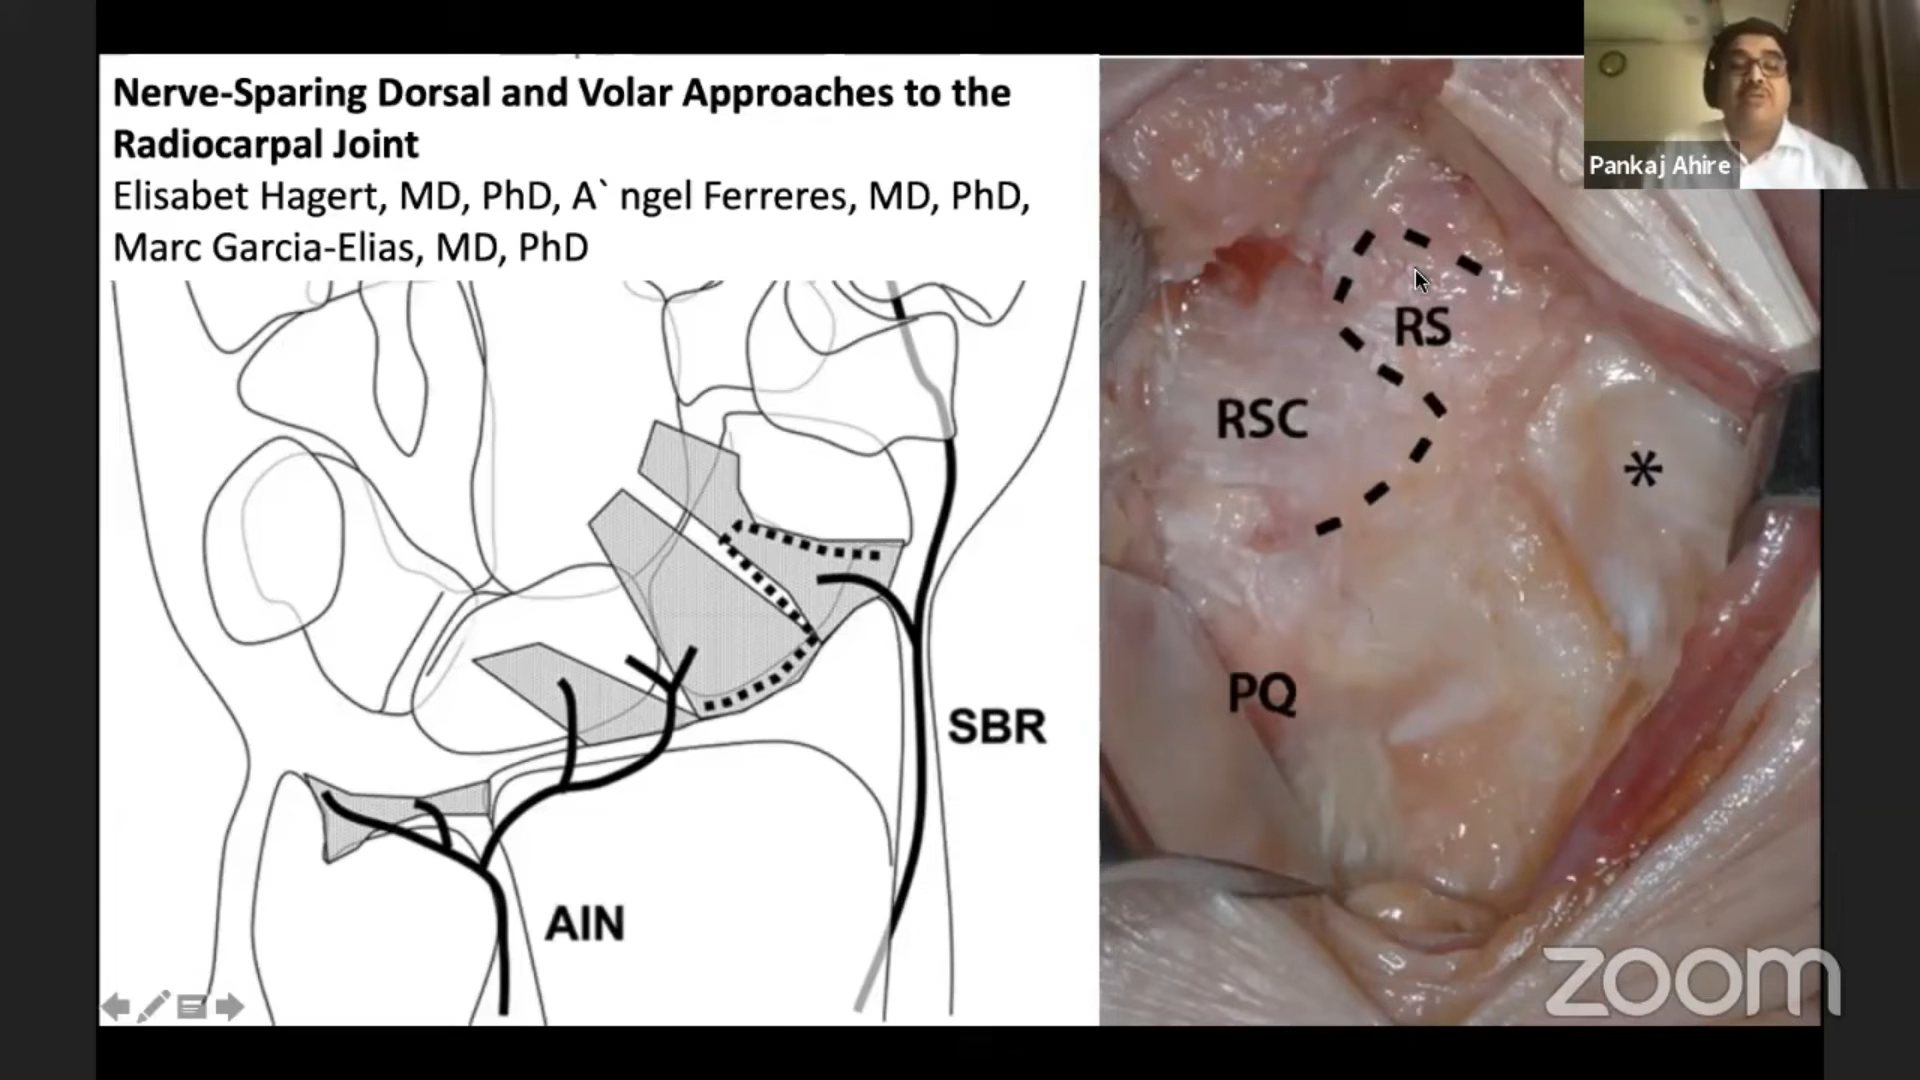 Nerve-Sparing Dorsal and Volar Approaches to the
Radiocarpal Joint
Elisabet Hagert, MD, PhD, A` ngel Ferreres, MD, PhD,
Marc Garcia-Elias, MD, PhD
Pankaj Ahire
RS
RSC
*
PQ
SBR
AIN
zoom